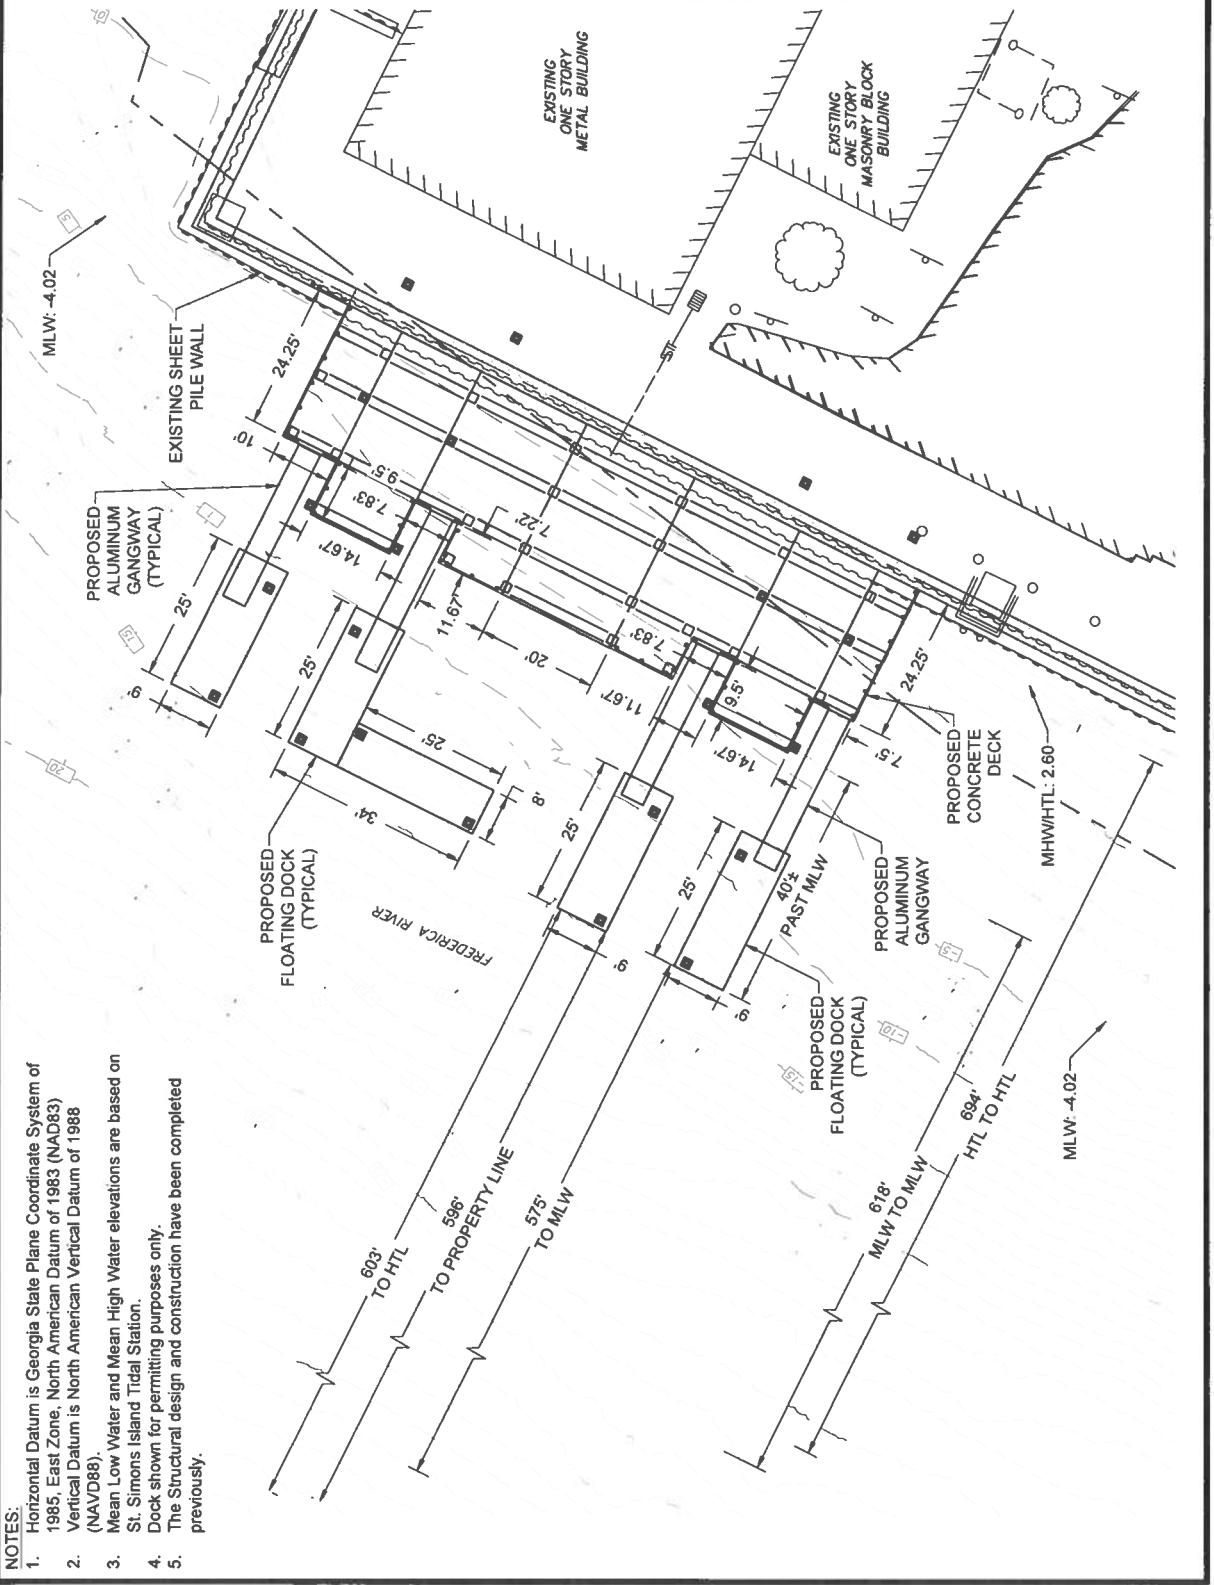 NOTES:
1. Horizontal Datum is Georgia State Plane Coordinate System of
1985, East Zone, North American Datum of 1983 (NAD83)
2. Vertical Datum is North American Vertical Datum of 1988
(NAVD88).
3. Mean Low Water and Mean High Water elevations are based on
St. Simons Island Tidal Station.
4. Dock shown for permitting purposes only.
5. The Structural design and construction have been completed
previously.
MLW: -4.02
EXISTING SHEET
PILE WALL
PROPOSED
ALUMINUM
GANGWAY
(TYPICAL)
EXISTING
ONE STORY
METAL BUILDING
EXISTING
ONE STORY
MASONRY BLOCK
BUILDING
24.25'
10'
9.5'
7.83'
14.67'
7.22'
11.67'
20'
7.83'
11.67'
9.5'
14.67'
24.25'
7.5'
25'
9'
25'
25'
34'
8'
25'
9'
25'
9'
ST
5
0
-15
20
PROPOSED
FLOATING DOCK
(TYPICAL)
FREDERICA RIVER
40'±
PAST MLW
PROPOSED
CONCRETE
DECK
MHW/HTL: 2.60
PROPOSED
ALUMINUM
GANGWAY
PROPOSED
FLOATING DOCK
(TYPICAL)
-5
-10
-15
603'
TO HTL
596'
TO PROPERTY LINE
575'
TO MLW
618'
MLW TO MLW
694'
HTL TO HTL
MLW: -4.02